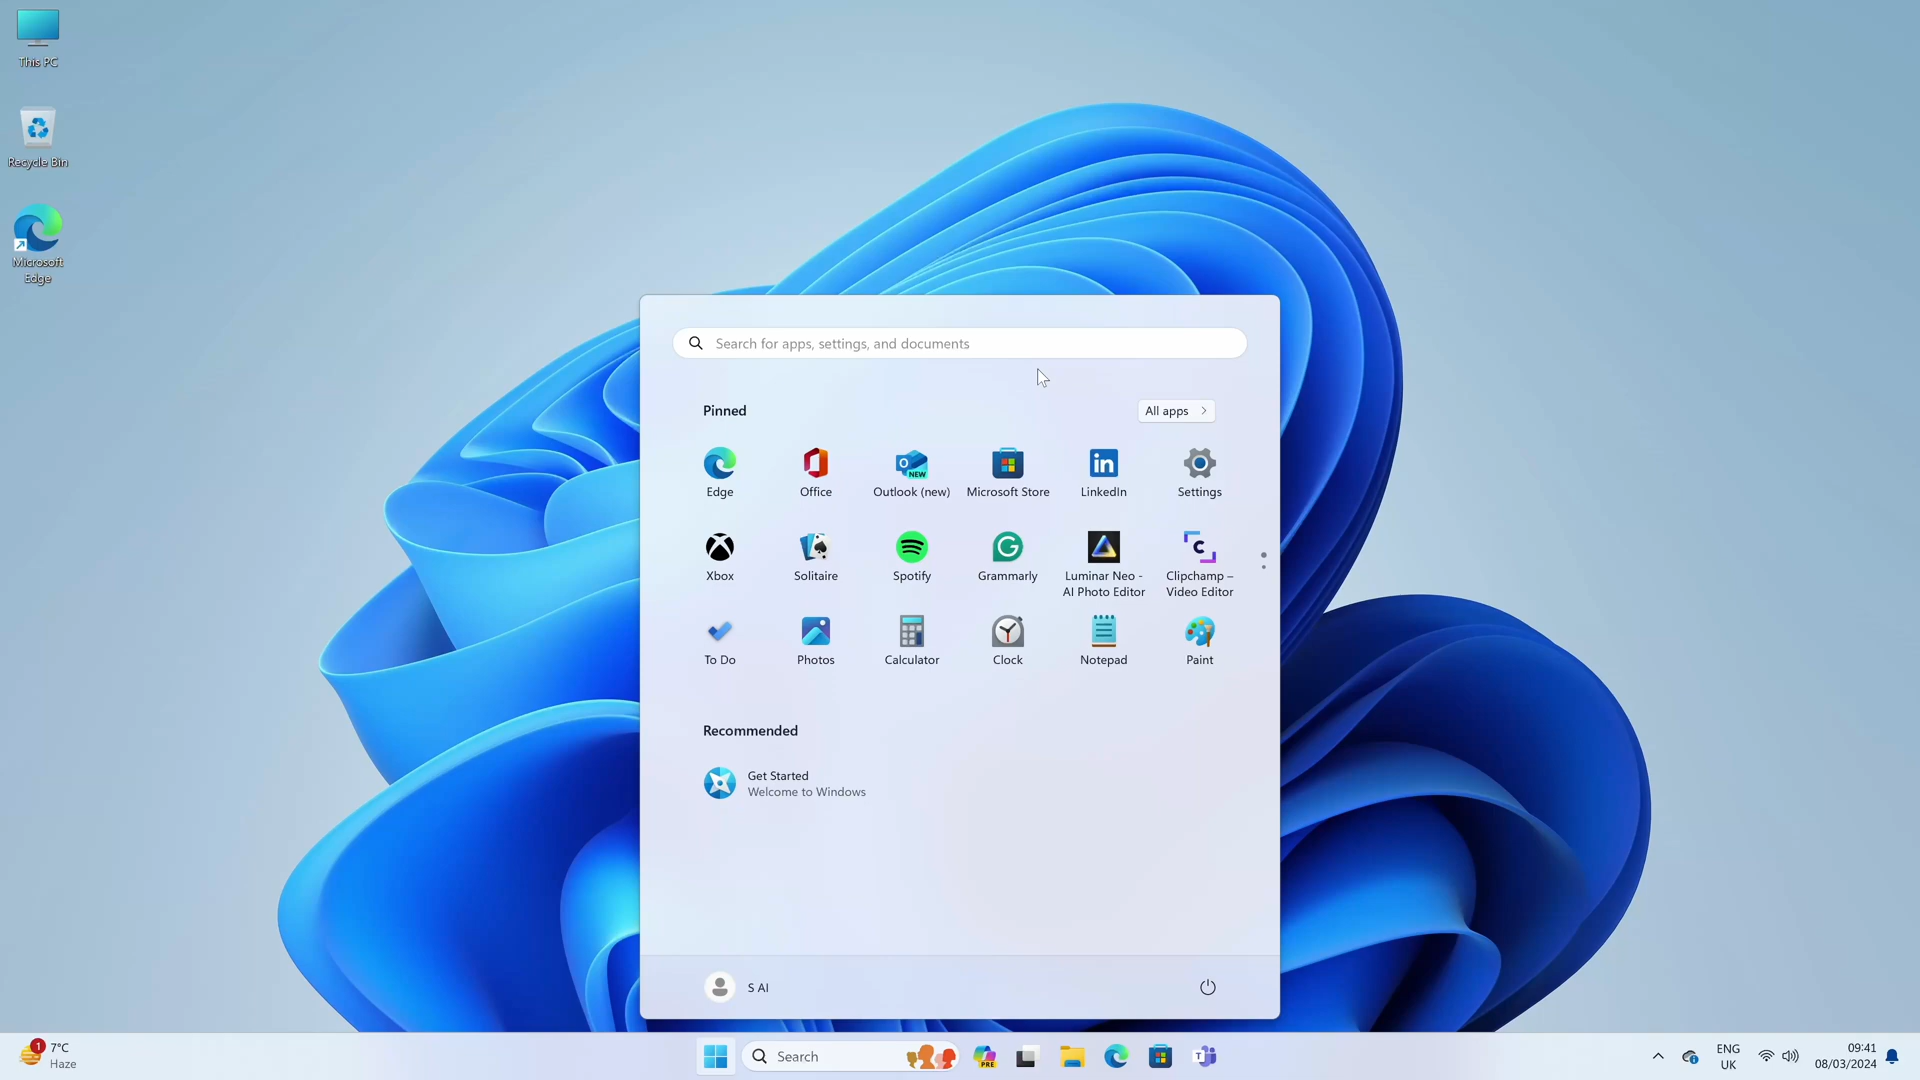 This PC
Recycle Bin
Microsoft
Edge
Search for apps, settings, and documents
Pinned
All apps
Edge
Office
Outlook (new)
Microsoft Store
LinkedIn
Settings
Xbox
Solitaire
Spotify
Grammarly
Luminar Neo -
AI Photo Editor
Clipchamp –
Video Editor
To Do
Photos
Calculator
Clock
Notepad
Paint
Recommended
Get Started
Welcome to Windows
S AI
1
7°C
Haze
Search
PRE
ENG
UK
09:41
08/03/2024